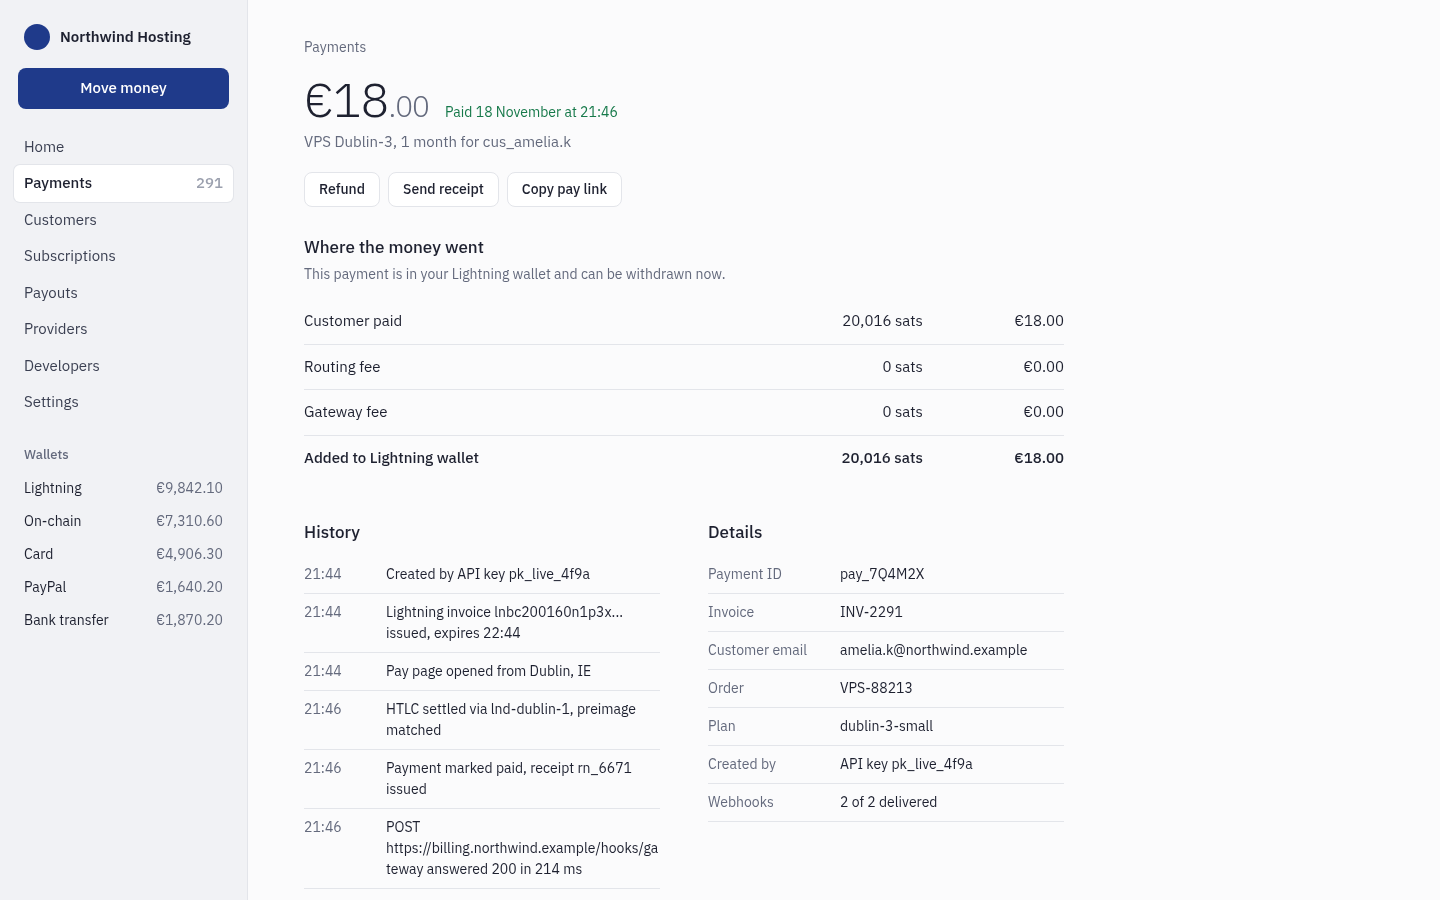 Northwind Hosting
Move money
Home
Payments 291
Customers
Subscriptions
Payouts
Providers
Developers
Settings
Wallets
Lightning €9,842.10
On-chain €7,310.60
Card €4,906.30
PayPal €1,640.20
Bank transfer €1,870.20
Payments
€18.00 Paid 18 November at 21:46
VPS Dublin-3, 1 month for cus_amelia.k
Refund Send receipt Copy pay link
Where the money went
This payment is in your Lightning wallet and can be withdrawn now.
Customer paid 20,016 sats €18.00
Routing fee 0 sats €0.00
Gateway fee 0 sats €0.00
Added to Lightning wallet 20,016 sats €18.00
History
21:44 Created by API key pk_live_4f9a
21:44 Lightning invoice lnbc200160n1p3x...
issued, expires 22:44
21:44 Pay page opened from Dublin, IE
21:46 HTLC settled via lnd-dublin-1, preimage
matched
21:46 Payment marked paid, receipt rn_6671
issued
21:46 POST
https://billing.northwind.example/hooks/ga
teway answered 200 in 214 ms
Details
Payment ID pay_7Q4M2X
Invoice INV-2291
Customer email amelia.k@northwind.example
Order VPS-88213
Plan dublin-3-small
Created by API key pk_live_4f9a
Webhooks 2 of 2 delivered